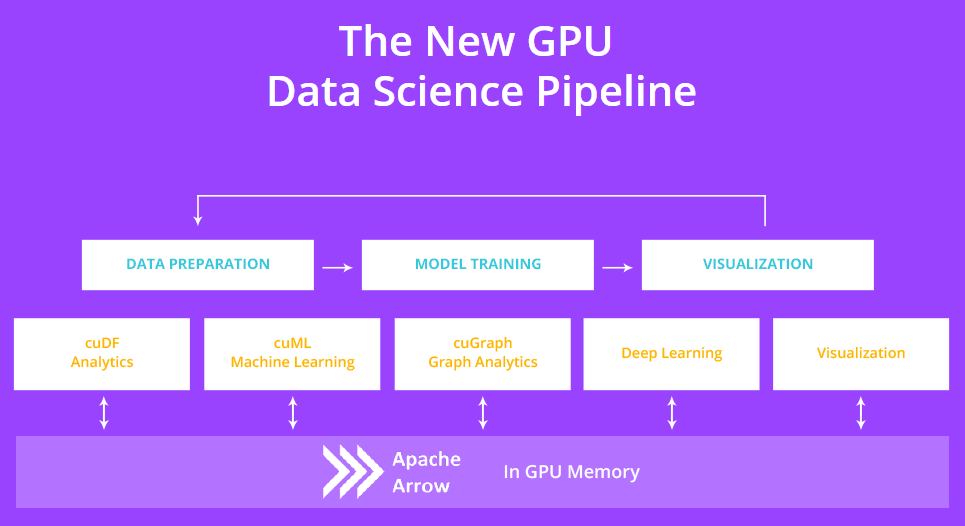 The New GPU
Data Science Pipeline
DATA PREPARATION
MODEL TRAINING
VISUALIZATION
cuDF
Analytics
cuML
Machine Learning
cuGraph
Graph Analytics
Deep Learning
Visualization
Apache
Arrow
In GPU Memory